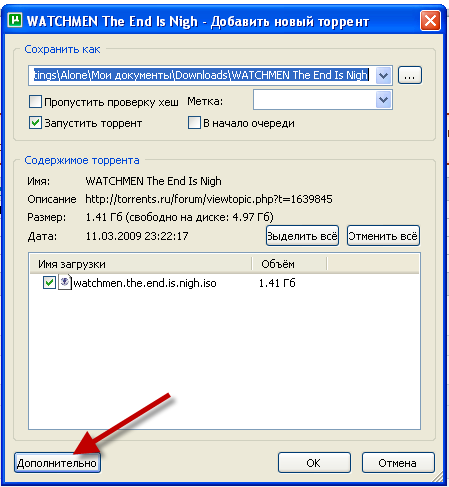 µ WATCHMEN The End Is Nigh - Добавить новый торрент
Сохранить как
tings\Alone\Мои документы\Downloads\WATCHMEN The End Is Nigh
...
Пропустить проверку хеш Метка:
Запустить торрент В начало очереди
Содержимое торрента
Имя: WATCHMEN The End Is Nigh
Описание http://torrents.ru/forum/viewtopic.php?t=1639845
Размер: 1.41 Гб (свободно на диске: 4.97 Гб)
Дата: 11.03.2009 23:22:17 Выделить всё Отменить всё
Имя загрузки Объём
watchmen.the.end.is.nigh.iso 1.41 Гб
Дополнительно OK Отмена